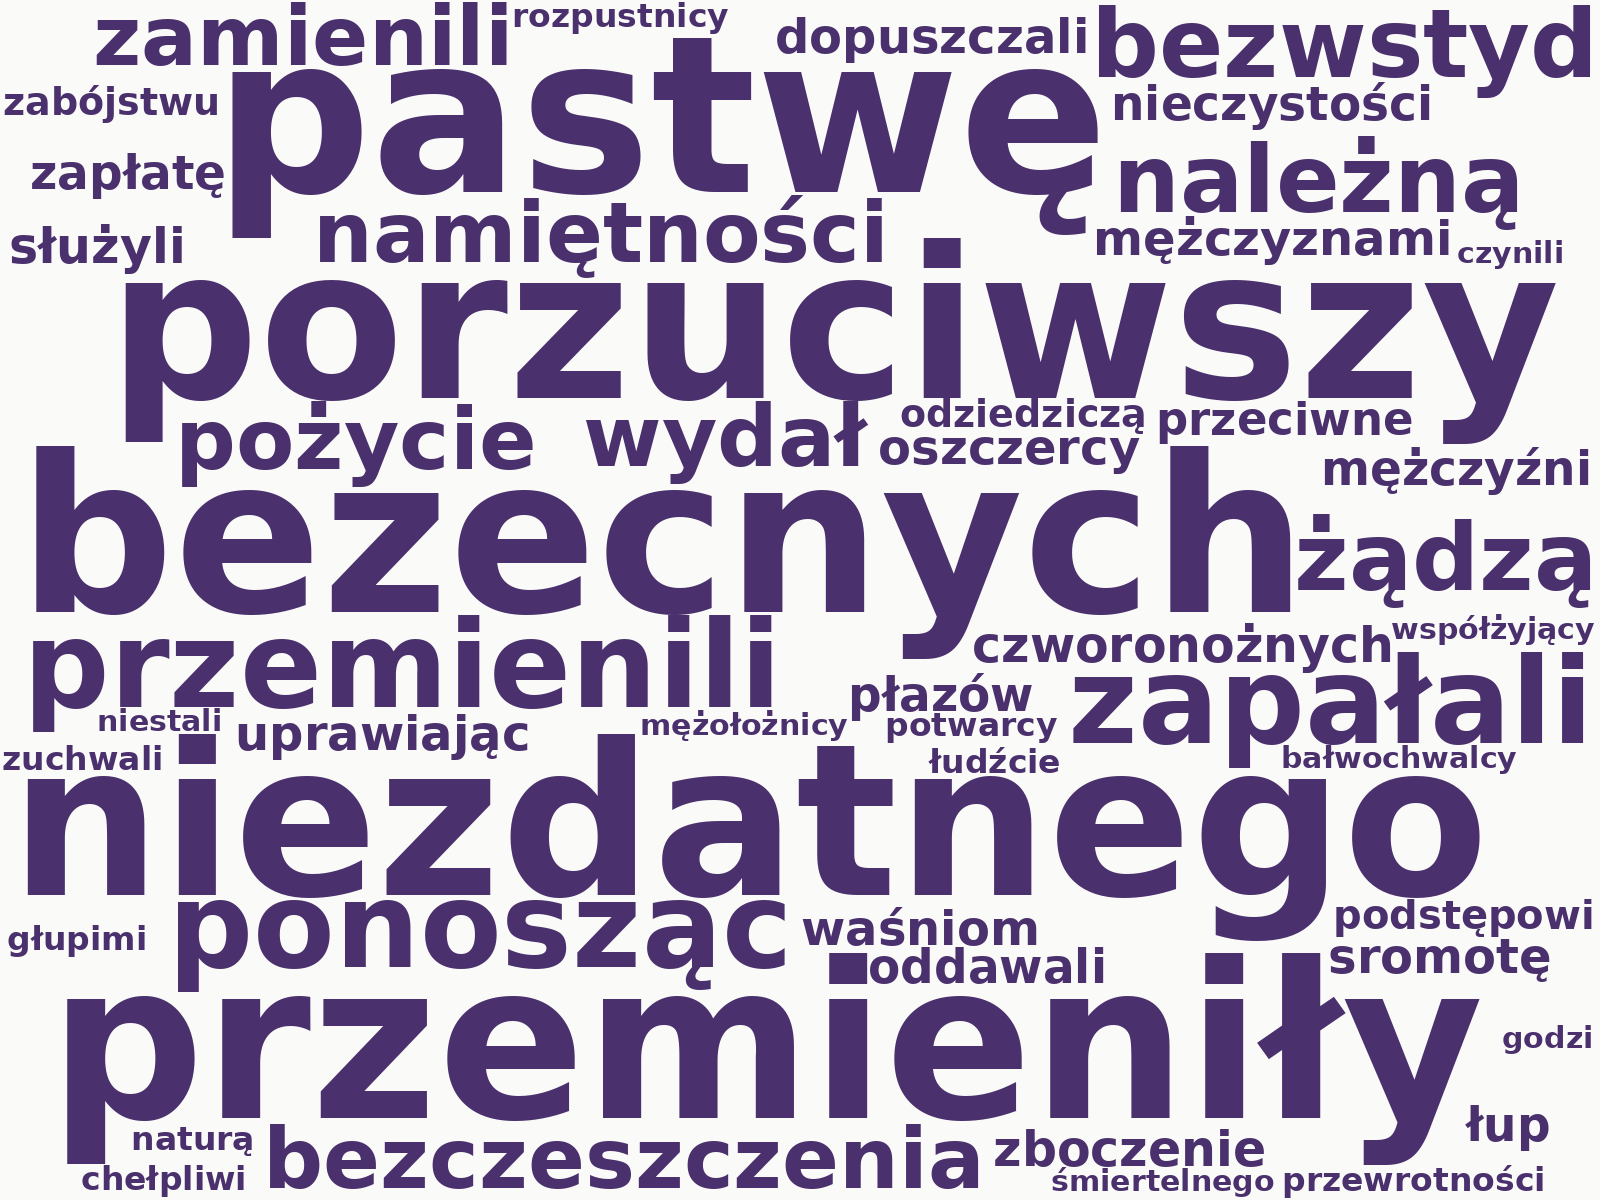 zamienili rozpustnicy dopuszczali bezwstyd
zabójstwu pastwę nieczystości
zapłatę należną
służyli namiętności mężczyznami czynili
porzuciwszy
pożycie wydał odziedziczą przeciwne
oszczercy mężczyźni
bezecnych żądzą
przemienili czworonożnych współżyjący
płazów zapałali
niestali uprawiając mężołożnicy potwarcy
zuchwali łudźcie bałwochwalcy
niezdatnego
głupimi ponosząc waśniom podstępowi
oddawali sromotę
przemieniły godzi
łup
naturą bezczeszczenia zboczenie
chełpliwi śmiertelnego przewrotności